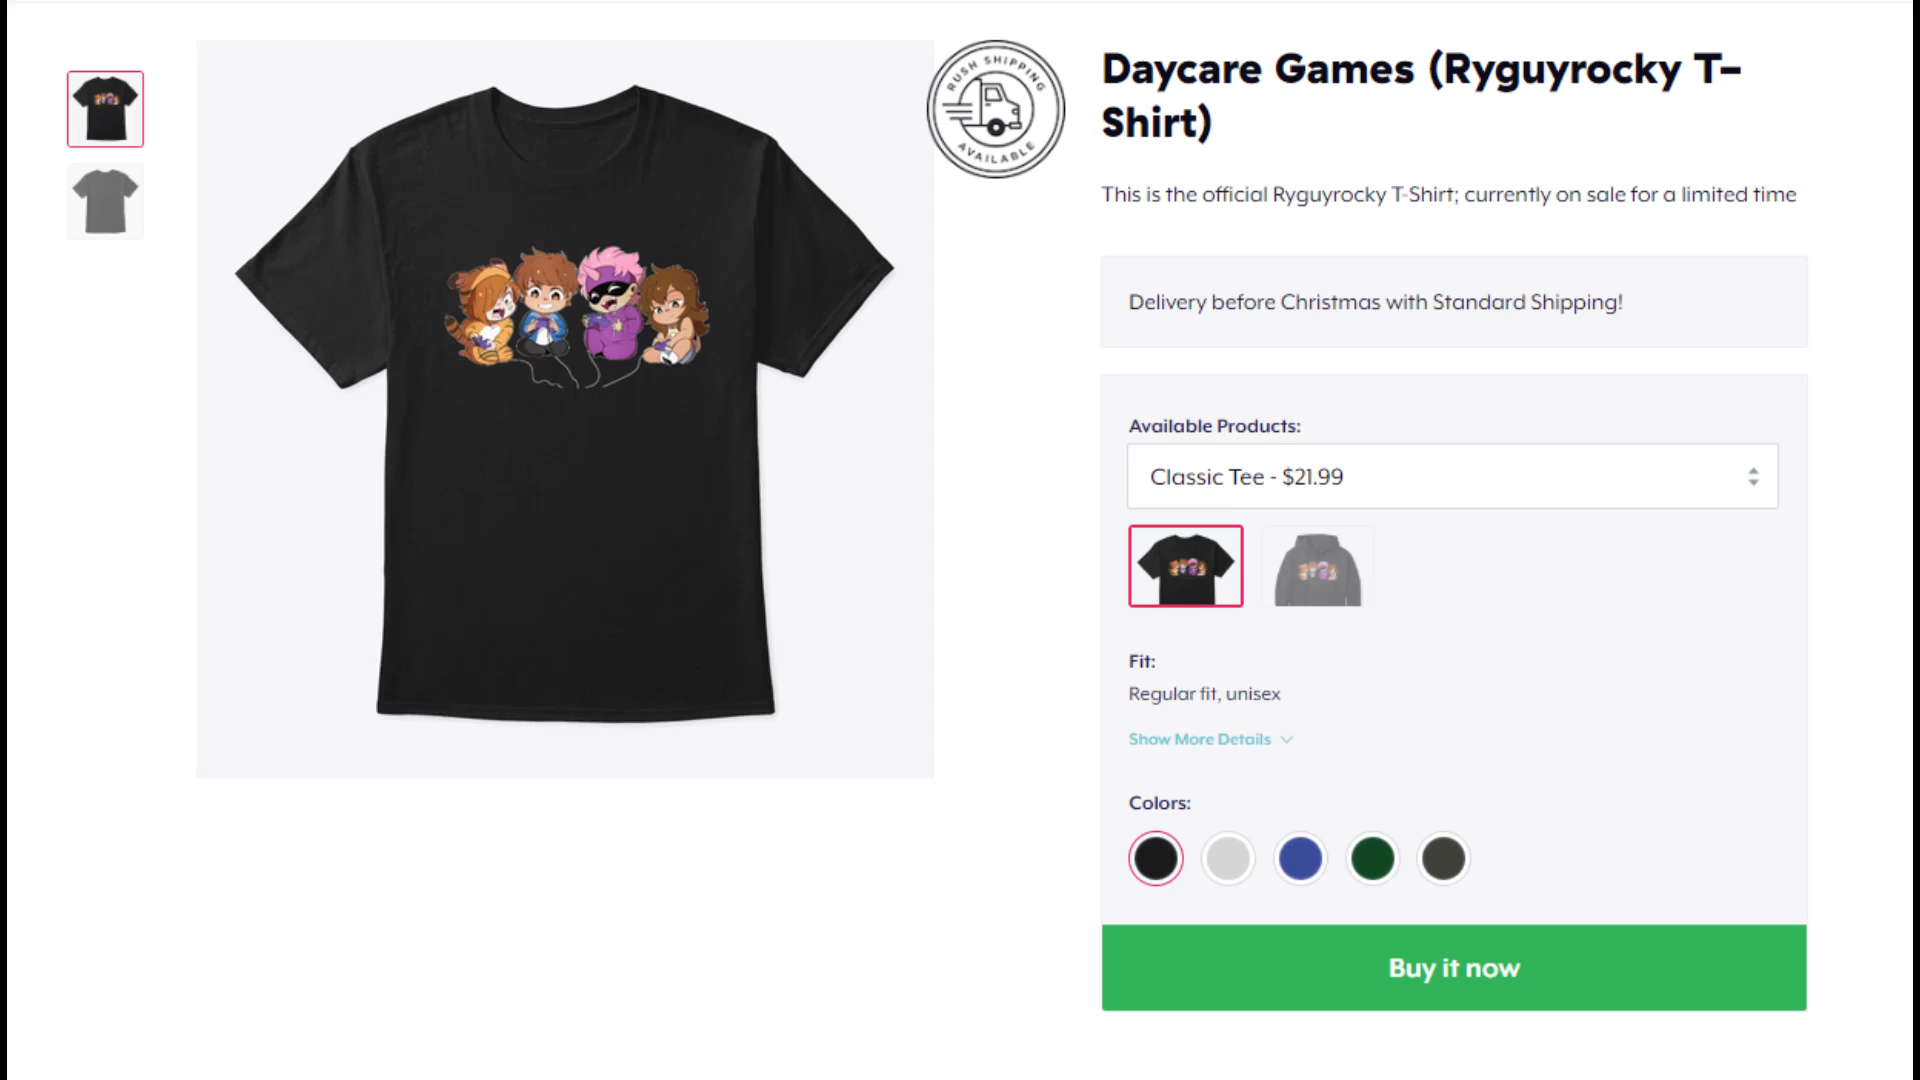 RUSH SHIPPING
AVAILABLE
Daycare Games (Ryguyrocky T-
Shirt)
This is the official Ryguyrocky T-Shirt; currently on sale for a limited time
Delivery before Christmas with Standard Shipping!
Available Products:
Classic Tee - $21.99
Fit:
Regular fit, unisex
Show More Details
Colors:
Buy it now